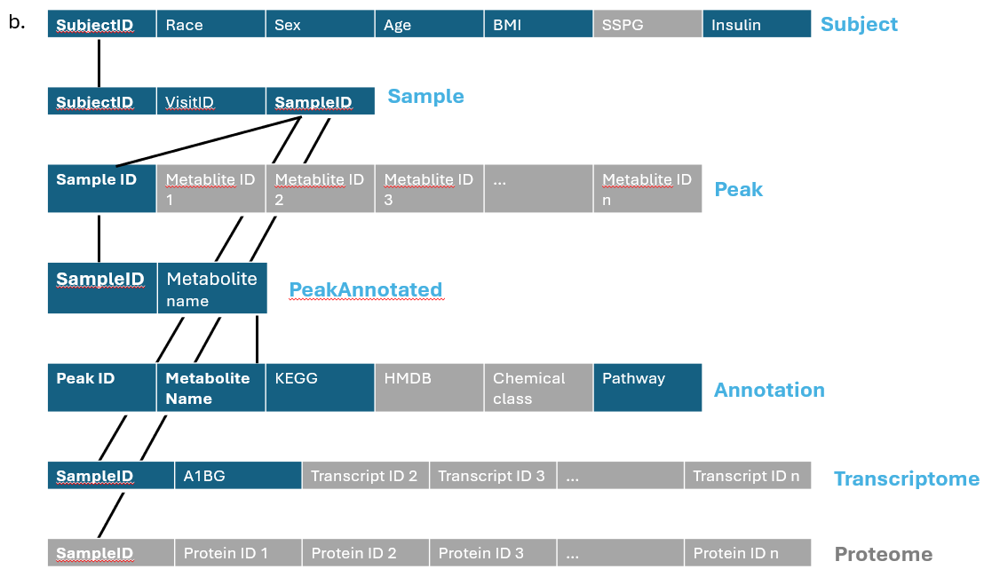 b.
SubjectID Race Sex Age BMI SSPG Insulin Subject
SubjectID VisitID SampleID Sample
Sample ID Metablite ID 1 Metablite ID 2 Metablite ID 3 ... Metablite ID n Peak
SampleID Metabolite name PeakAnnotated
Peak ID Metabolite Name KEGG HMDB Chemical class Pathway Annotation
SampleID A1BG Transcript ID 2 Transcript ID 3 ... Transcript ID n Transcriptome
SampleID Protein ID 1 Protein ID 2 Protein ID 3 ... Protein ID n Proteome